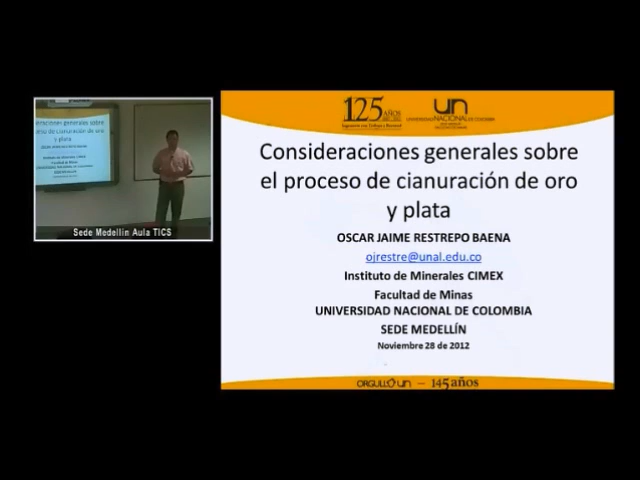 125 AÑOS
UN
UNIVERSIDAD NACIONAL DE COLOMBIA
Consideraciones generales sobre
el proceso de cianuración de oro
y plata
OSCAR JAIME RESTREPO BAENA
ojrestre@unal.edu.co
Instituto de Minerales CIMEX
Facultad de Minas
UNIVERSIDAD NACIONAL DE COLOMBIA
SEDE MEDELLÍN
Noviembre 28 de 2012
ORGULLO UN — 145 años
Sede Medellín Aula TICS